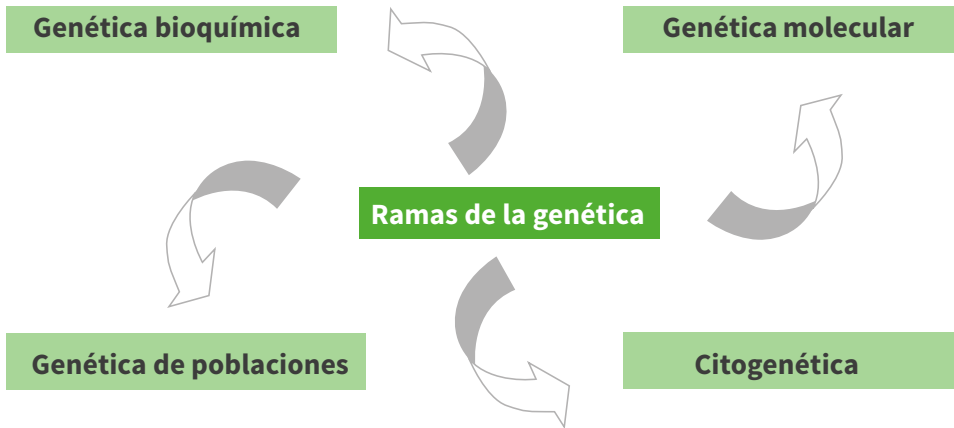 Genética bioquímica
Genética molecular
Ramas de la genética
Genética de poblaciones
Citogenética